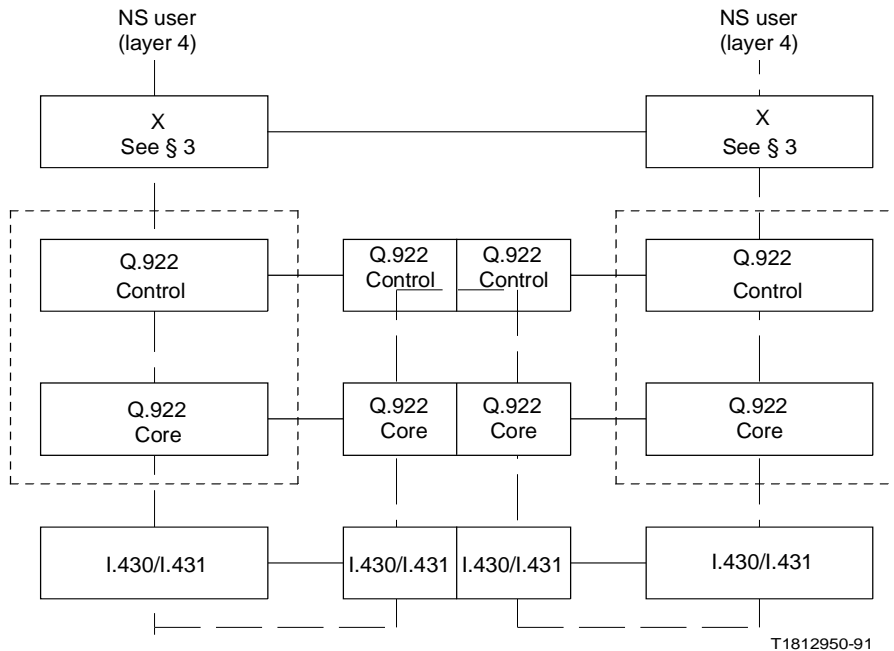 NS user
(layer 4)
NS user
(layer 4)
X
See § 3
X
See § 3
Q.922
Control
Q.922
Control
Q.922
Control
Q.922
Control
Q.922
Core
Q.922
Core
Q.922
Core
Q.922
Core
I.430/I.431
I.430/I.431
I.430/I.431
I.430/I.431
T1812950-91